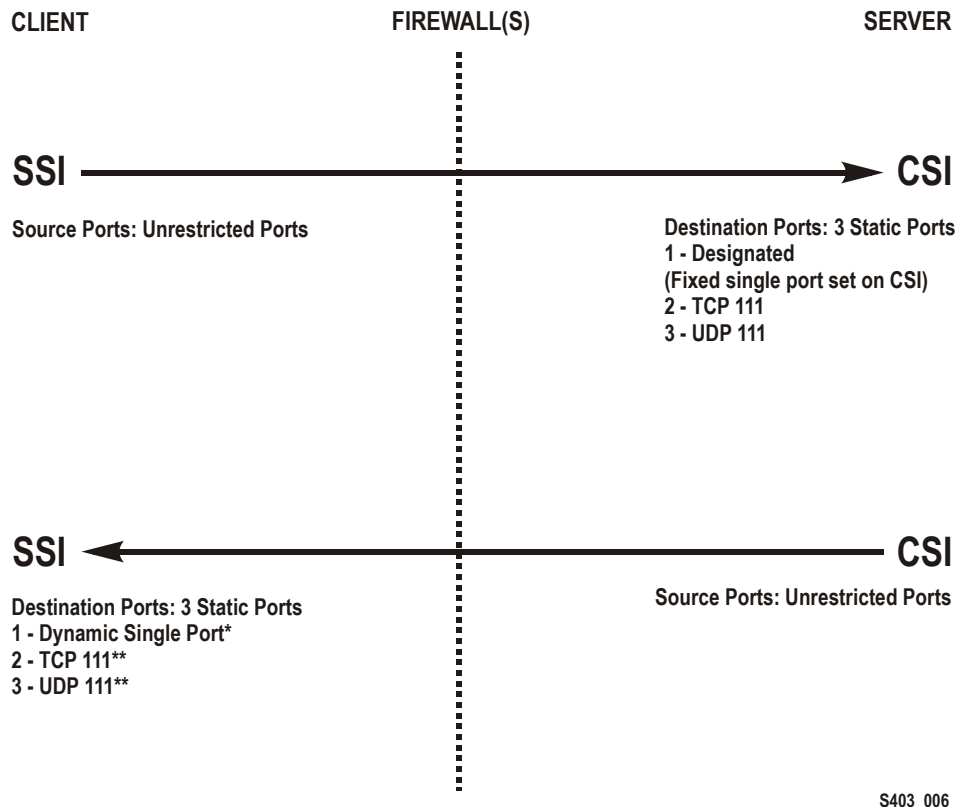 CLIENT FIREWALL(S) SERVER
SSI CSI
Source Ports: Unrestricted Ports
Destination Ports: 3 Static Ports
1 - Designated
(Fixed single port set on CSI)
2 - TCP 111
3 - UDP 111
SSI CSI
Destination Ports: 3 Static Ports
1 - Dynamic Single Port*
2 - TCP 111**
3 - UDP 111**
Source Ports: Unrestricted Ports
S403_006